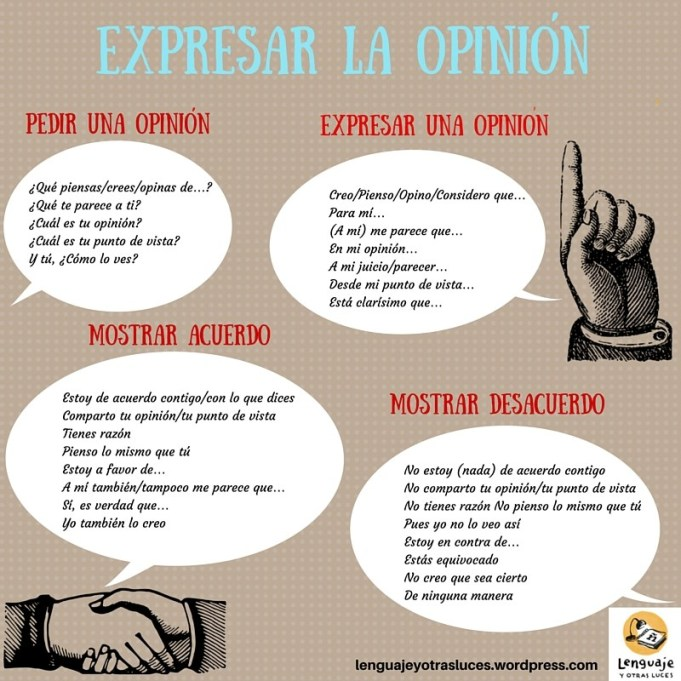 EXPRESAR LA OPINIÓN
PEDIR UNA OPINIÓN
¿Qué piensas/crees/opinas de...?
¿Qué te parece a ti?
¿Cuál es tu opinión?
¿Cuál es tu punto de vista?
Y tú, ¿Cómo lo ves?
EXPRESAR UNA OPINIÓN
Creo/Pienso/Opino/Considero que...
Para mí...
(A mí) me parece que...
En mi opinión...
A mi juicio/parecer...
Desde mi punto de vista...
Está clarísimo que...
MOSTRAR ACUERDO
Estoy de acuerdo contigo/con lo que dices
Comparto tu opinión/tu punto de vista
Tienes razón
Pienso lo mismo que tú
Estoy a favor de...
A mí también/tampoco me parece que...
Sí, es verdad que...
Yo también lo creo
MOSTRAR DESACUERDO
No estoy (nada) de acuerdo contigo
No comparto tu opinión/tu punto de vista
No tienes razón No pienso lo mismo que tú
Pues yo no lo veo así
Estoy en contra de...
Estás equivocado
No creo que sea cierto
De ninguna manera
lenguajeyotrasluces.wordpress.com
ñ
Lenguaje
Y OTRAS LUCES